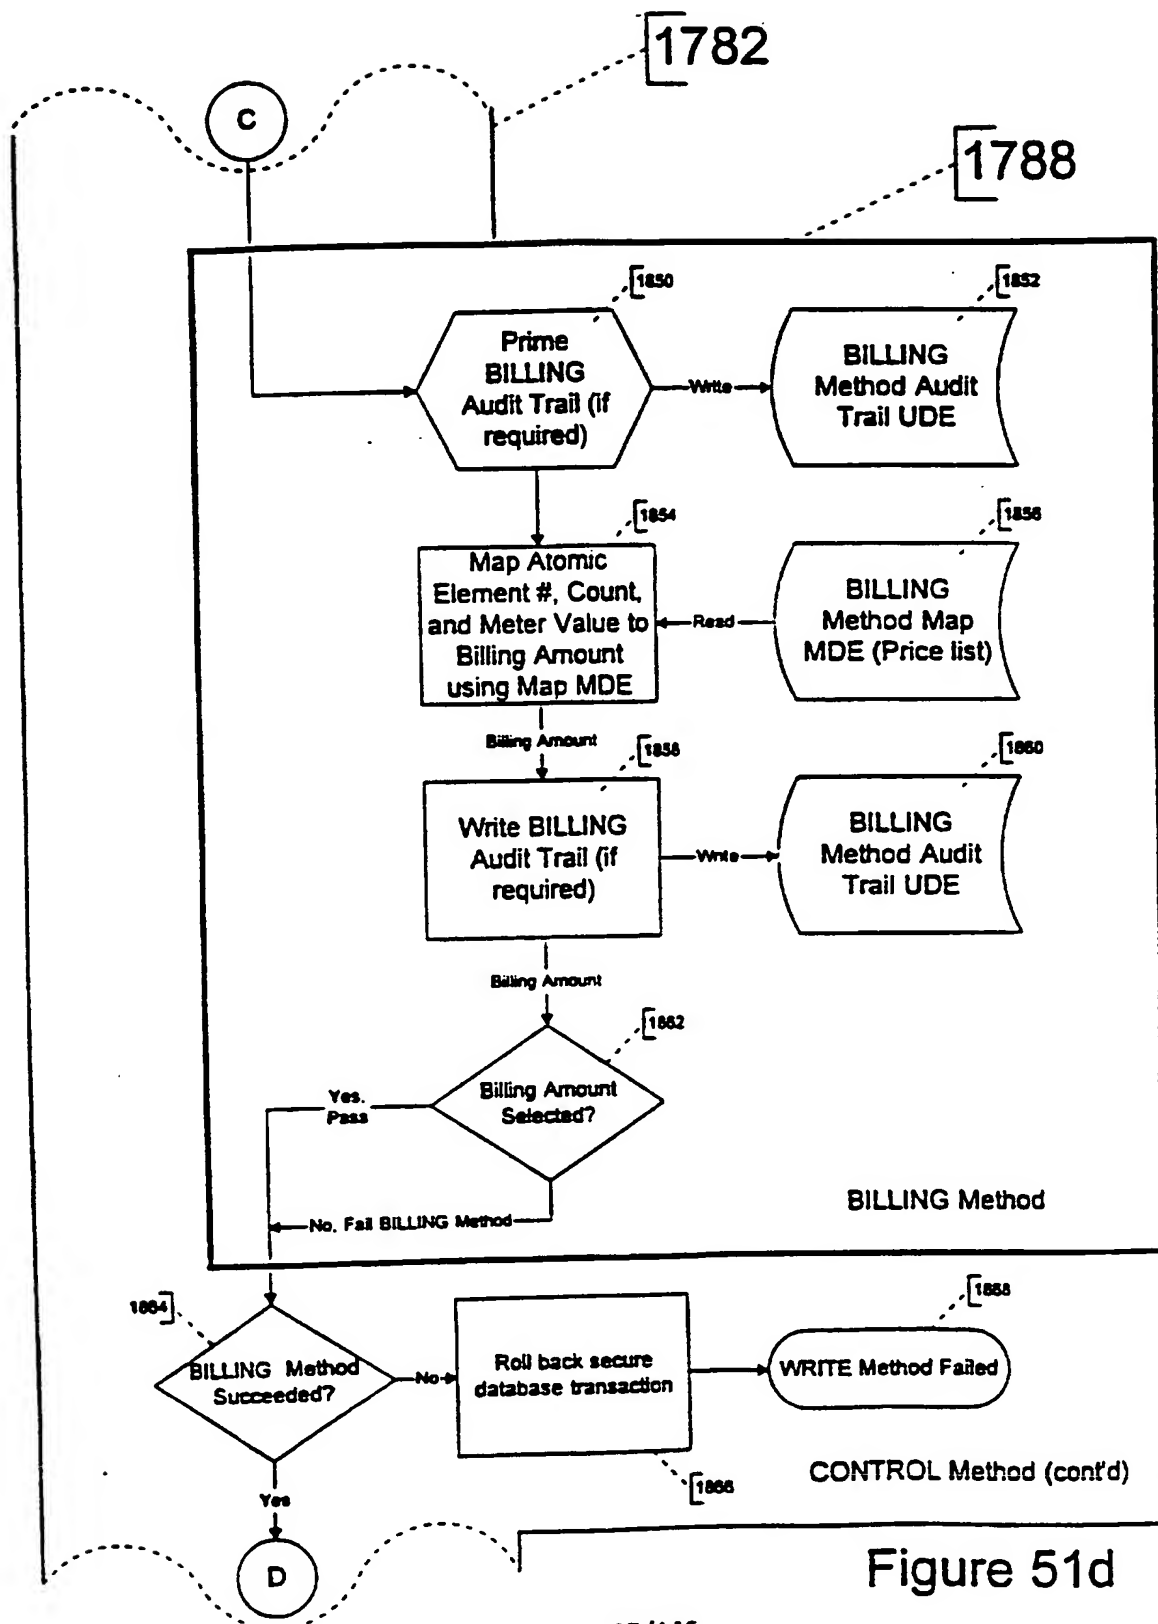 1782
C
1788
1850
1852
Prime
BILLING
Audit Trail (if
required)
Write
BILLING
Method Audit
Trail UDE
1854
1856
Map Atomic
Element #, Count,
and Meter Value to
Billing Amount
using Map MDE
Read
BILLING
Method Map
MDE (Price list)
Billing Amount
1858
1860
Write BILLING
Audit Trail (if
required)
Write
BILLING
Method Audit
Trail UDE
Billing Amount
1862
Billing Amount
Selected?
Yes.
Pass
No, Fail BILLING Method
BILLING Method
1864
1868
BILLING Method
Succeeded?
No
Roll back secure
database transaction
WRITE Method Failed
1866
CONTROL Method (cont'd)
Yes
D
Figure 51d